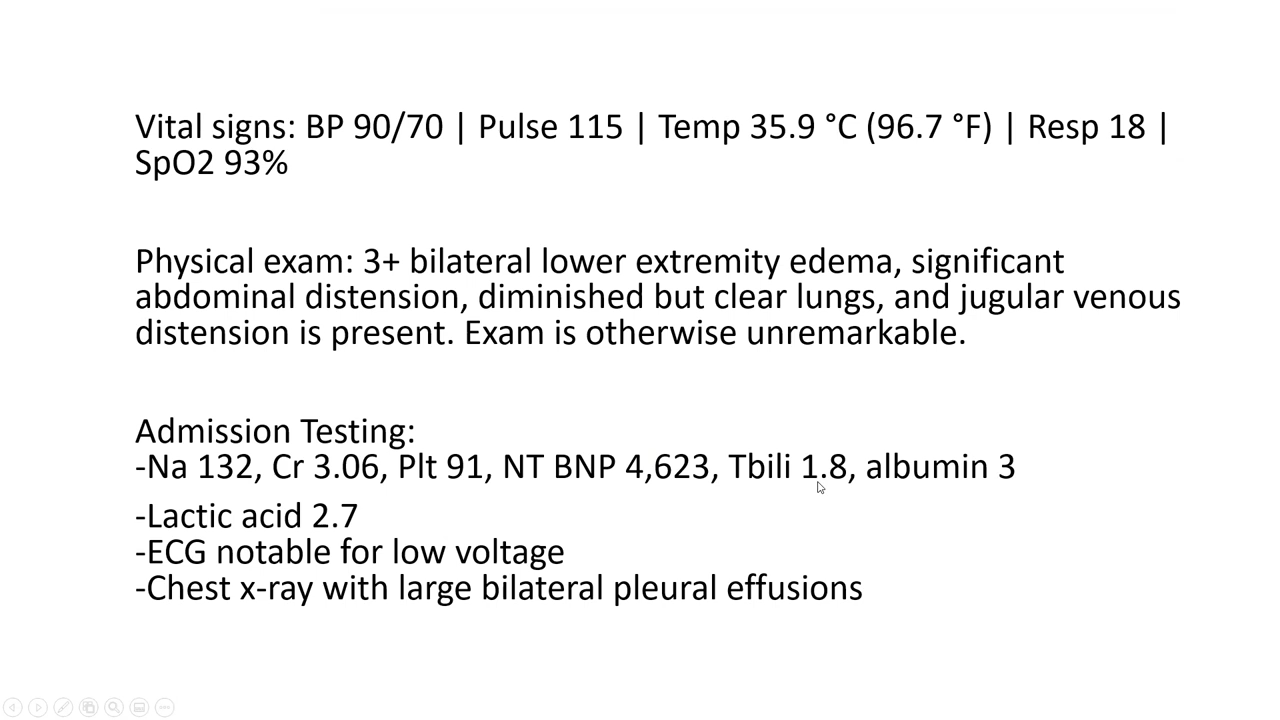 Vital signs: BP 90/70 | Pulse 115 | Temp 35.9 °C (96.7 °F) | Resp 18 |
SpO2 93%
Physical exam: 3+ bilateral lower extremity edema, significant
abdominal distension, diminished but clear lungs, and jugular venous
distension is present. Exam is otherwise unremarkable.
Admission Testing:
-Na 132, Cr 3.06, Plt 91, NT BNP 4,623, Tbili 1.8, albumin 3
-Lactic acid 2.7
-ECG notable for low voltage
-Chest x-ray with large bilateral pleural effusions